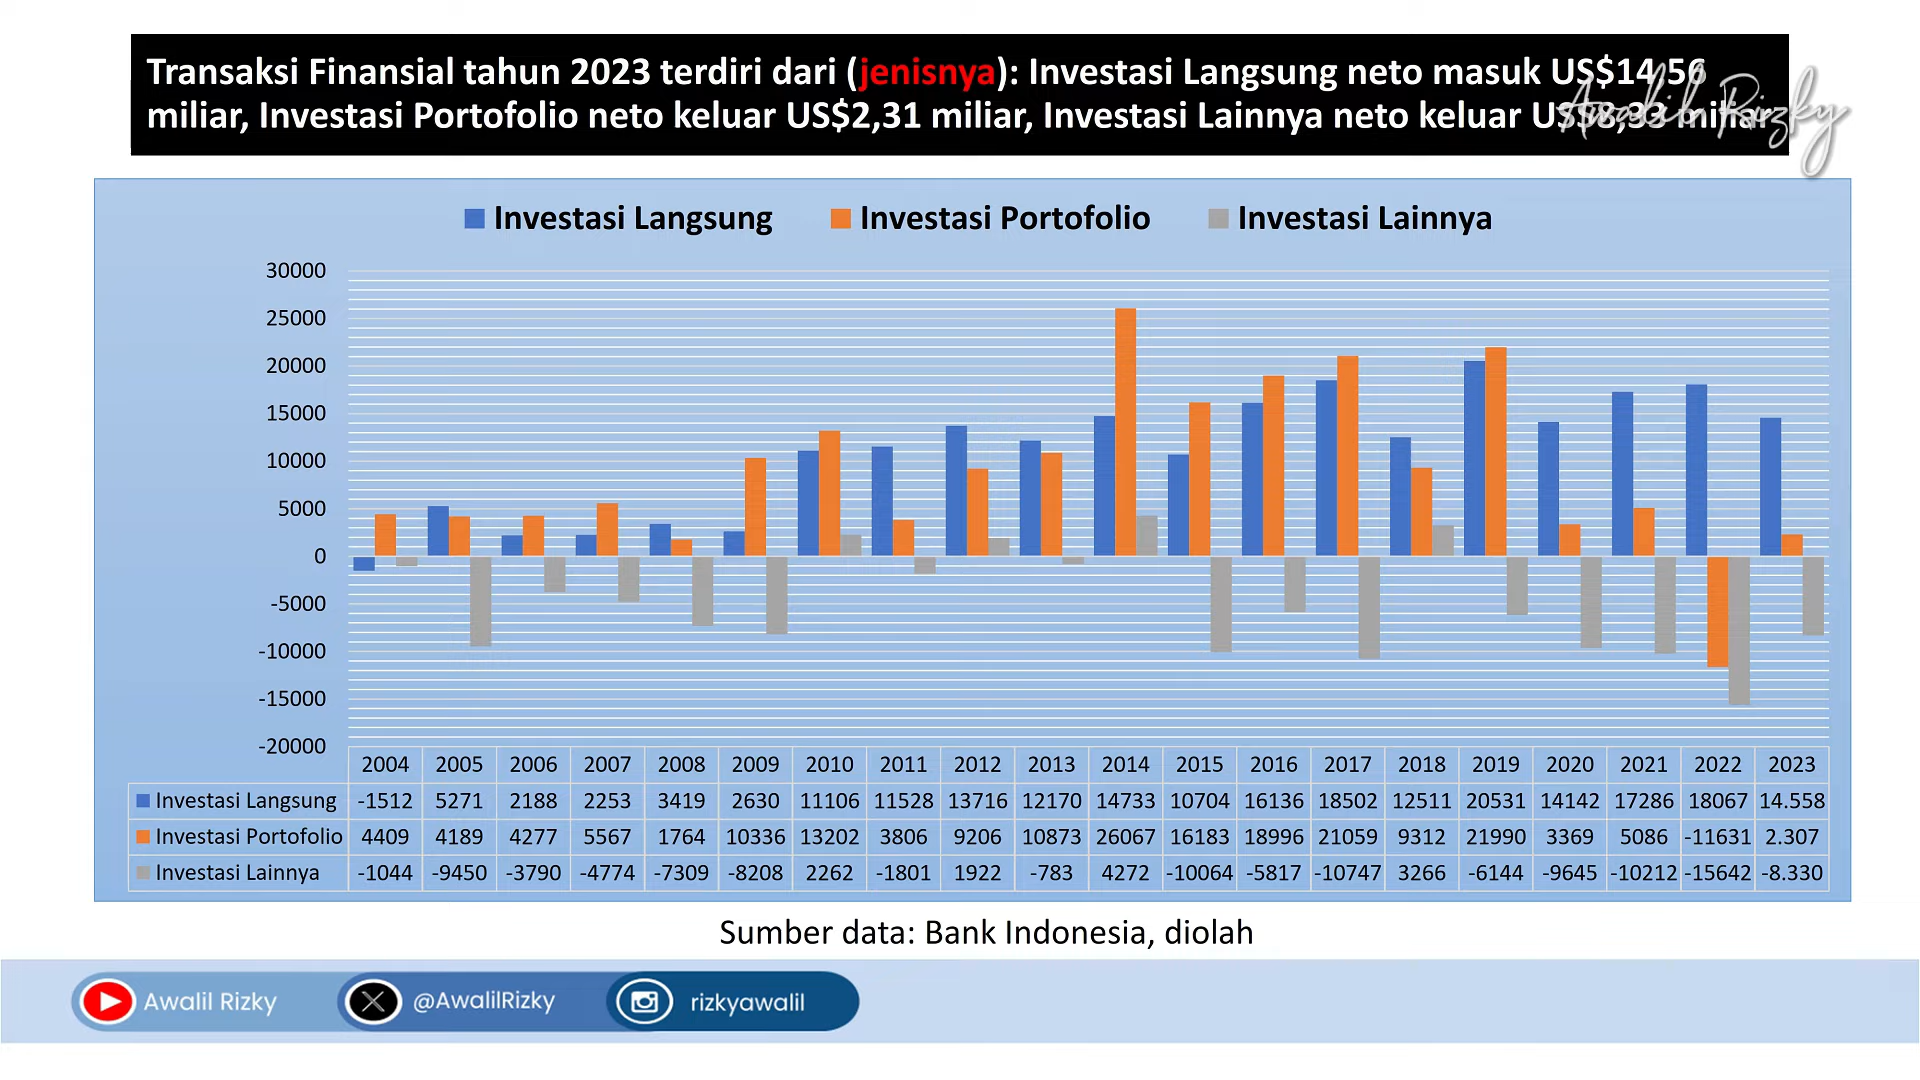 Transaksi Finansial tahun 2023 terdiri dari (jenisnya): Investasi Langsung neto masuk US$14,56
miliar, Investasi Portofolio neto keluar US$2,31 miliar, Investasi Lainnya neto keluar US$8,33 miliar
Awalil Rizky
Investasi Langsung Investasi Portofolio Investasi Lainnya
30000
25000
20000
15000
10000
5000
0
-5000
-10000
-15000
-20000
2004 2005 2006 2007 2008 2009 2010 2011 2012 2013 2014 2015 2016 2017 2018 2019 2020 2021 2022 2023
Investasi Langsung -1512 5271 2188 2253 3419 2630 11106 11528 13716 12170 14733 10704 16136 18502 12511 20531 14142 17286 18067 14.558
Investasi Portofolio 4409 4189 4277 5567 1764 10336 13202 3806 9206 10873 26067 16183 18996 21059 9312 21990 3369 5086 -11631 2.307
Investasi Lainnya -1044 -9450 -3790 -4774 -7309 -8208 2262 -1801 1922 -783 4272 -10064 -5817 -10747 3266 -6144 -9645 -10212 -15642 -8.330
Sumber data: Bank Indonesia, diolah
Awalil Rizky @AwalilRizky rizkyawalil